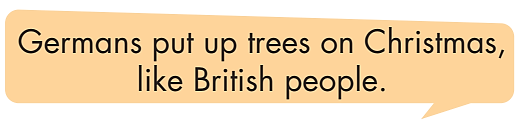 Germans put up trees on Christmas,
like British people.